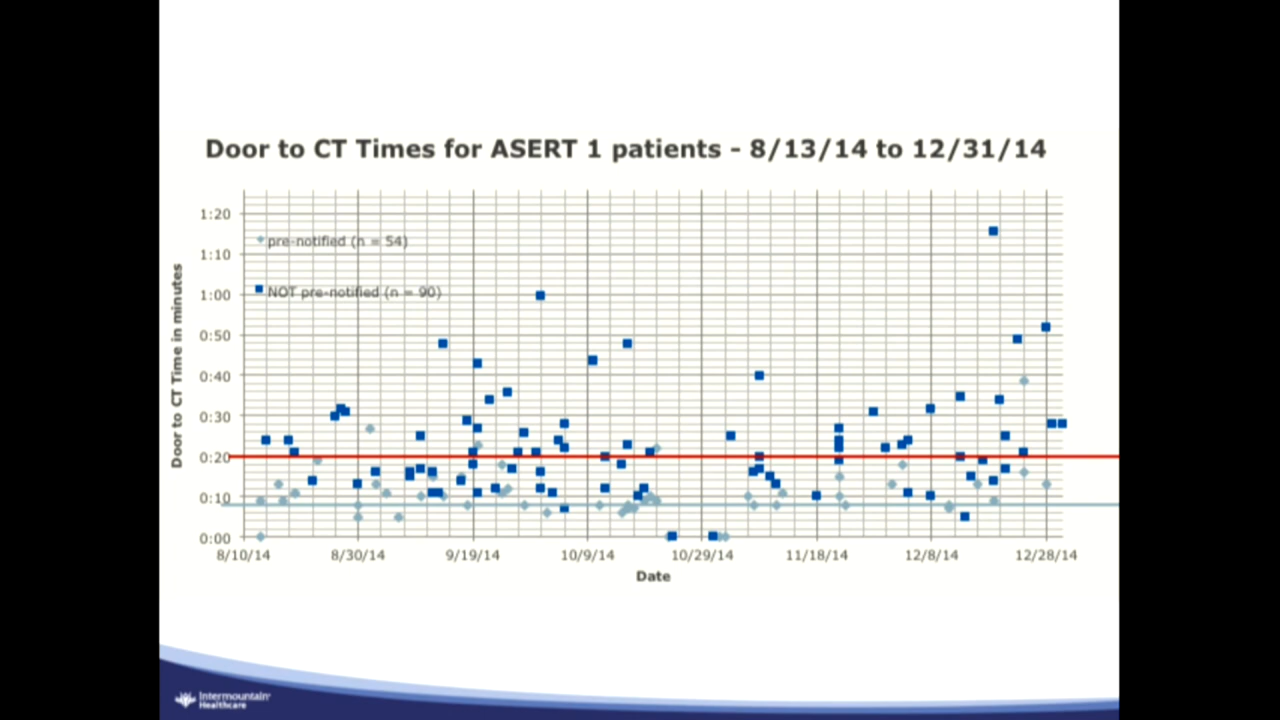 Door to CT Times for ASERT 1 patients - 8/13/14 to 12/31/14
1:20
pre-notified (n = 54)
1:10
NOT pre-notified (n = 90)
1:00
0:50
0:40
0:30
0:20
0:10
0:00
Door to CT Time in minutes
8/10/14 8/30/14 9/19/14 10/9/14 10/29/14 11/18/14 12/8/14 12/28/14
Date
Intermountain
Healthcare